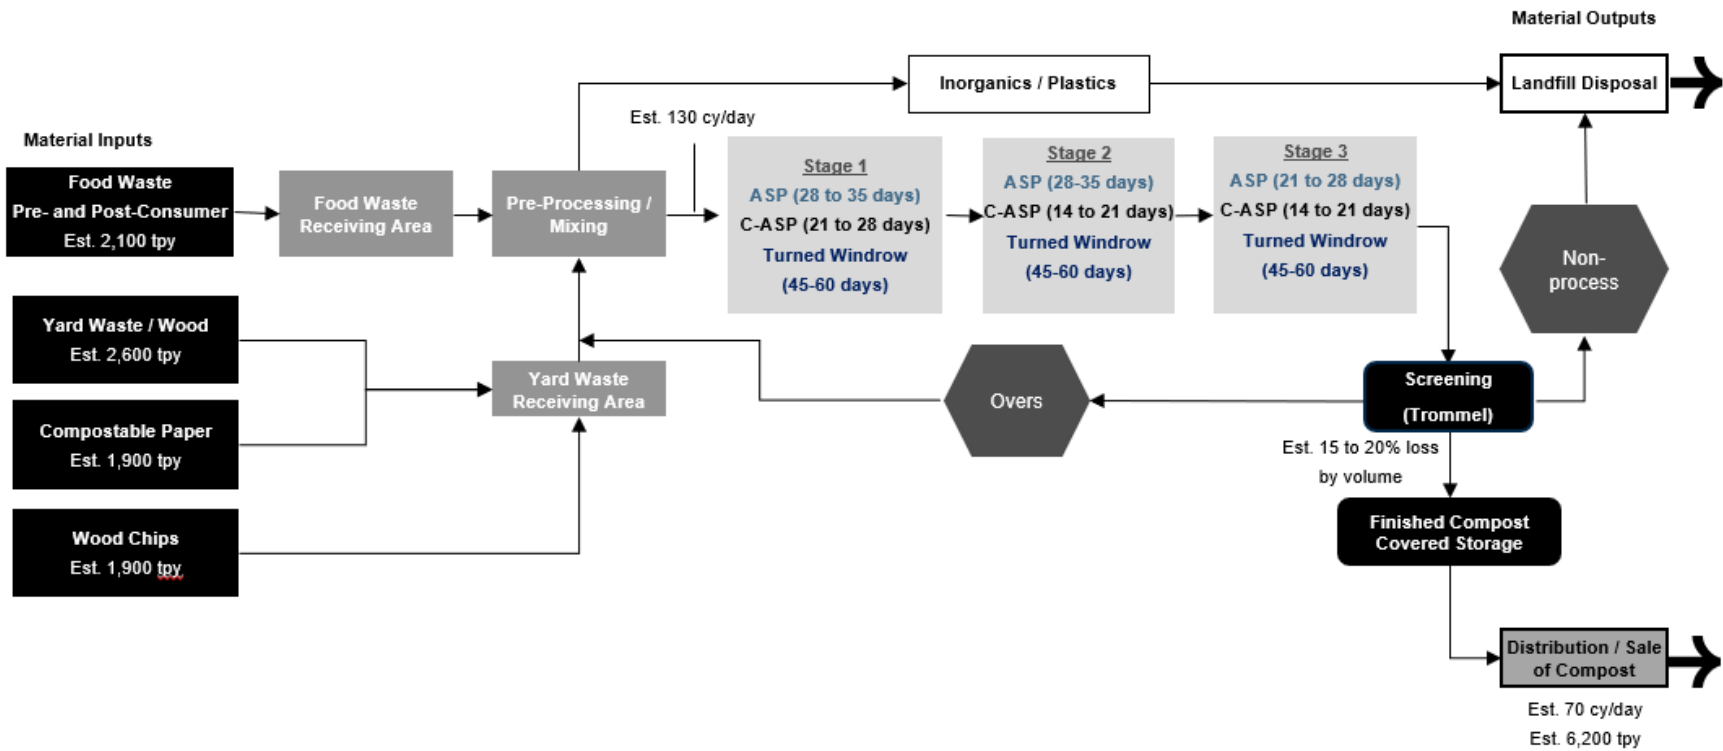 Material Outputs
Inorganics / Plastics
Landfill Disposal
Est. 130 cy/day
Material Inputs
Food Waste
Pre- and Post-Consumer
Est. 2,100 tpy
Food Waste
Receiving Area
Pre-Processing /
Mixing
Stage 1
ASP (28 to 35 days)
C-ASP (21 to 28 days)
Turned Windrow
(45-60 days)
Stage 2
ASP (28-35 days)
C-ASP (14 to 21 days)
Turned Windrow
(45-60 days)
Stage 3
ASP (21 to 28 days)
C-ASP (14 to 21 days)
Turned Windrow
(45-60 days)
Non-
process
Yard Waste / Wood
Est. 2,600 tpy
Yard Waste
Receiving Area
Overs
Screening
(Trommel)
Compostable Paper
Est. 1,900 tpy
Est. 15 to 20% loss
by volume
Wood Chips
Est. 1,900 tpy
Finished Compost
Covered Storage
Distribution / Sale
of Compost
Est. 70 cy/day
Est. 6,200 tpy